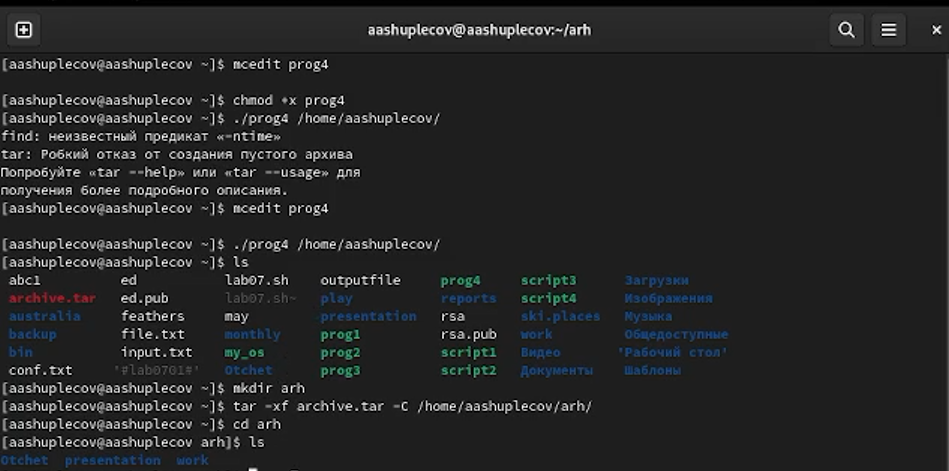 aashuplecov@aashuplecov:~/arh
[aashuplecov@aashuplecov ~]$ mcedit prog4
[aashuplecov@aashuplecov ~]$ chmod +x prog4
[aashuplecov@aashuplecov ~]$ ./prog4 /home/aashuplecov/
find: неизвестный предикат «-ntime»
tar: Робкий отказ от создания пустого архива
Попробуйте «tar --help» или «tar --usage» для
получения более подробного описания.
[aashuplecov@aashuplecov ~]$ mcedit prog4
[aashuplecov@aashuplecov ~]$ ./prog4 /home/aashuplecov/
[aashuplecov@aashuplecov ~]$ ls
abc1 ed lab07.sh outputfile prog4 script3 Загрузки
archive.tar ed.pub lab07.sh~ play reports script4 Изображения
australia feathers may presentation rsa ski.places Музыка
backup file.txt monthly prog1 rsa.pub work Общедоступные
bin input.txt my_os prog2 script1 Видео 'Рабочий стол'
conf.txt '#lab0701#' Otchet prog3 script2 Документы Шаблоны
[aashuplecov@aashuplecov ~]$ mkdir arh
[aashuplecov@aashuplecov ~]$ tar -xf archive.tar -C /home/aashuplecov/arh/
[aashuplecov@aashuplecov ~]$ cd arh
[aashuplecov@aashuplecov arh]$ ls
Otchet presentation work